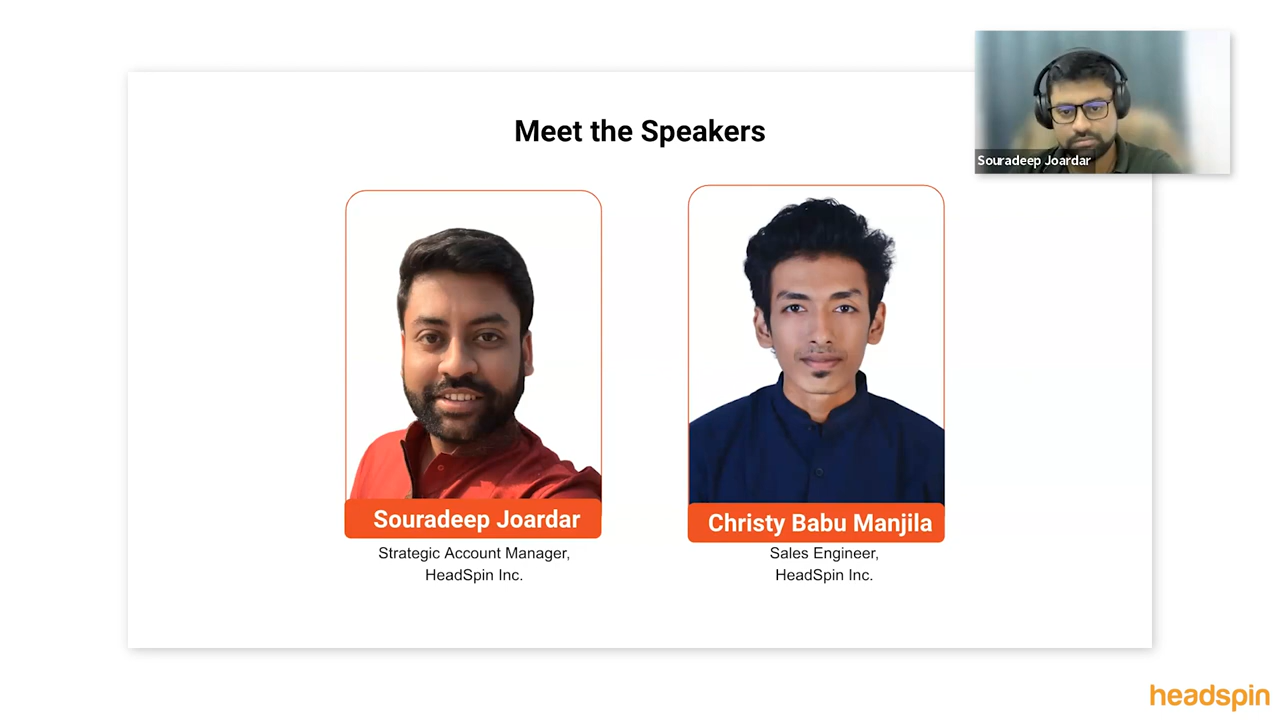 Meet the Speakers
Souradeep Joardar
Souradeep Joardar
Strategic Account Manager,
HeadSpin Inc.
Christy Babu Manjila
Sales Engineer,
HeadSpin Inc.
headspin